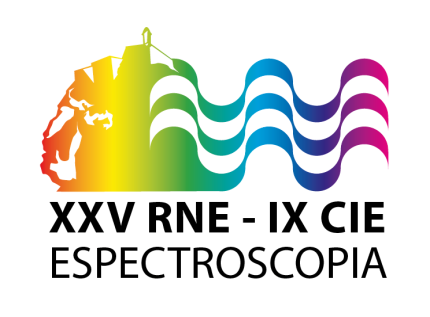 XXV RNE - IX CIE
ESPECTROSCOPIA